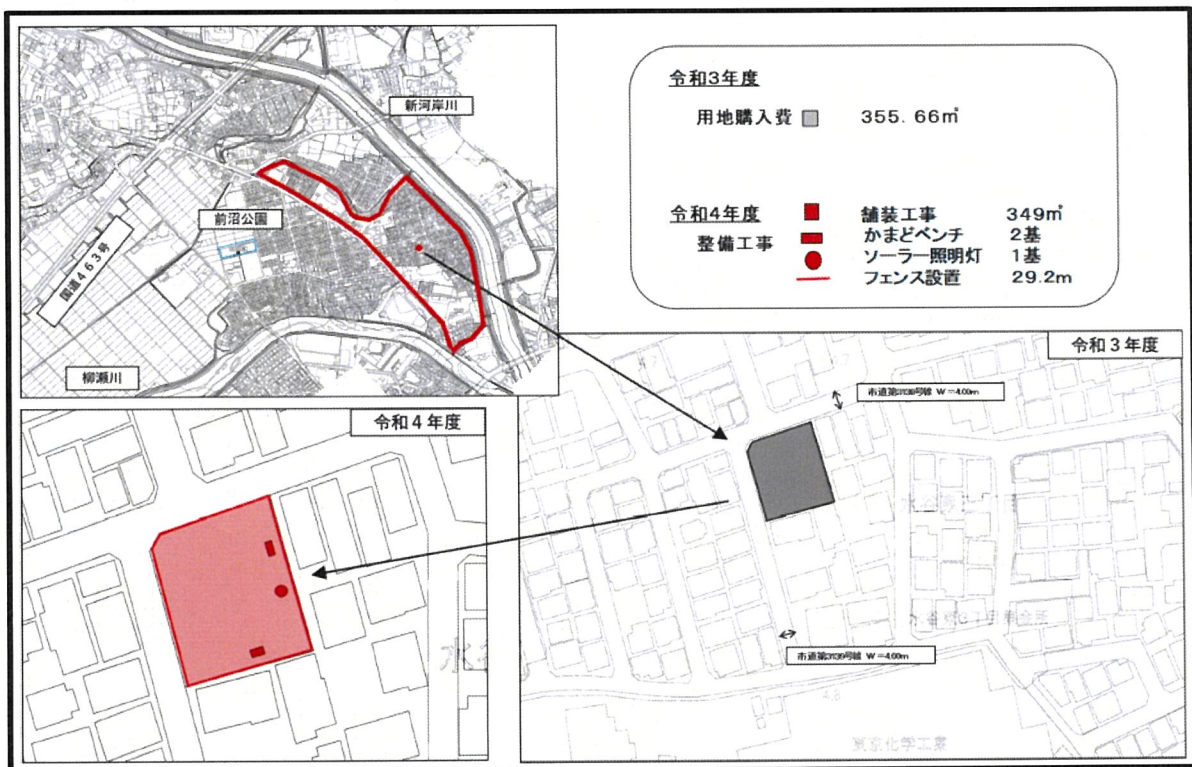 新河岸川
前沼公園
国道463号
柳瀬川
令和3年度
用地購入費 355.66㎡
令和4年度 舗装工事 349㎡
整備工事 かまどベンチ 2基
ソーラー照明灯 1基
フェンス設置 29.2m
令和3年度
市道第3138号線 W=4.00m
市道第3139号線 W=4.00m
東京化学工業
令和4年度